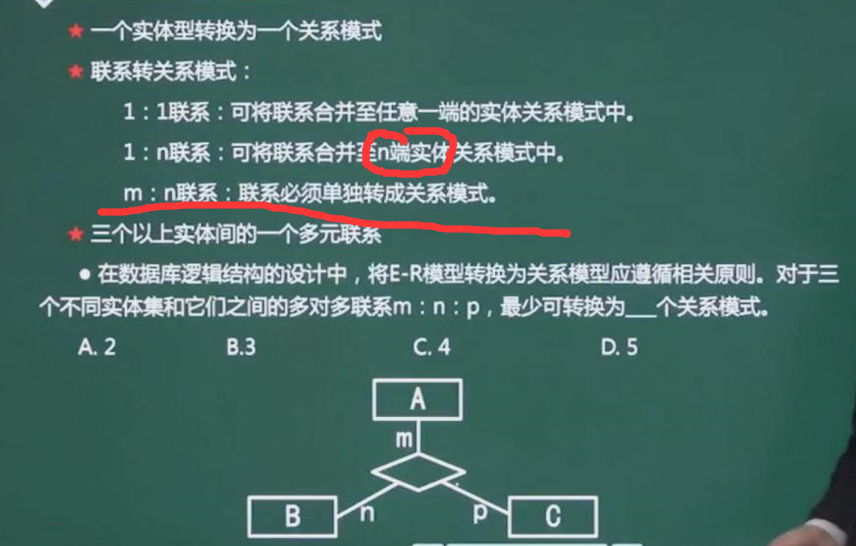 ★ 一个实体型转换为一个关系模式
★ 联系转关系模式：
1：1联系：可将联系合并至任意一端的实体关系模式中。
1：n联系：可将联系合并至n端实体关系模式中。
m：n联系：联系必须单独转成关系模式。
★ 三个以上实体间的一个多元联系
● 在数据库逻辑结构的设计中，将E-R模型转换为关系模型应遵循相关原则。对于三
个不同实体集和它们之间的多对多联系m：n：p，最少可转换为___个关系模式。
A. 2 B.3 C. 4 D. 5
A
m
B n p C